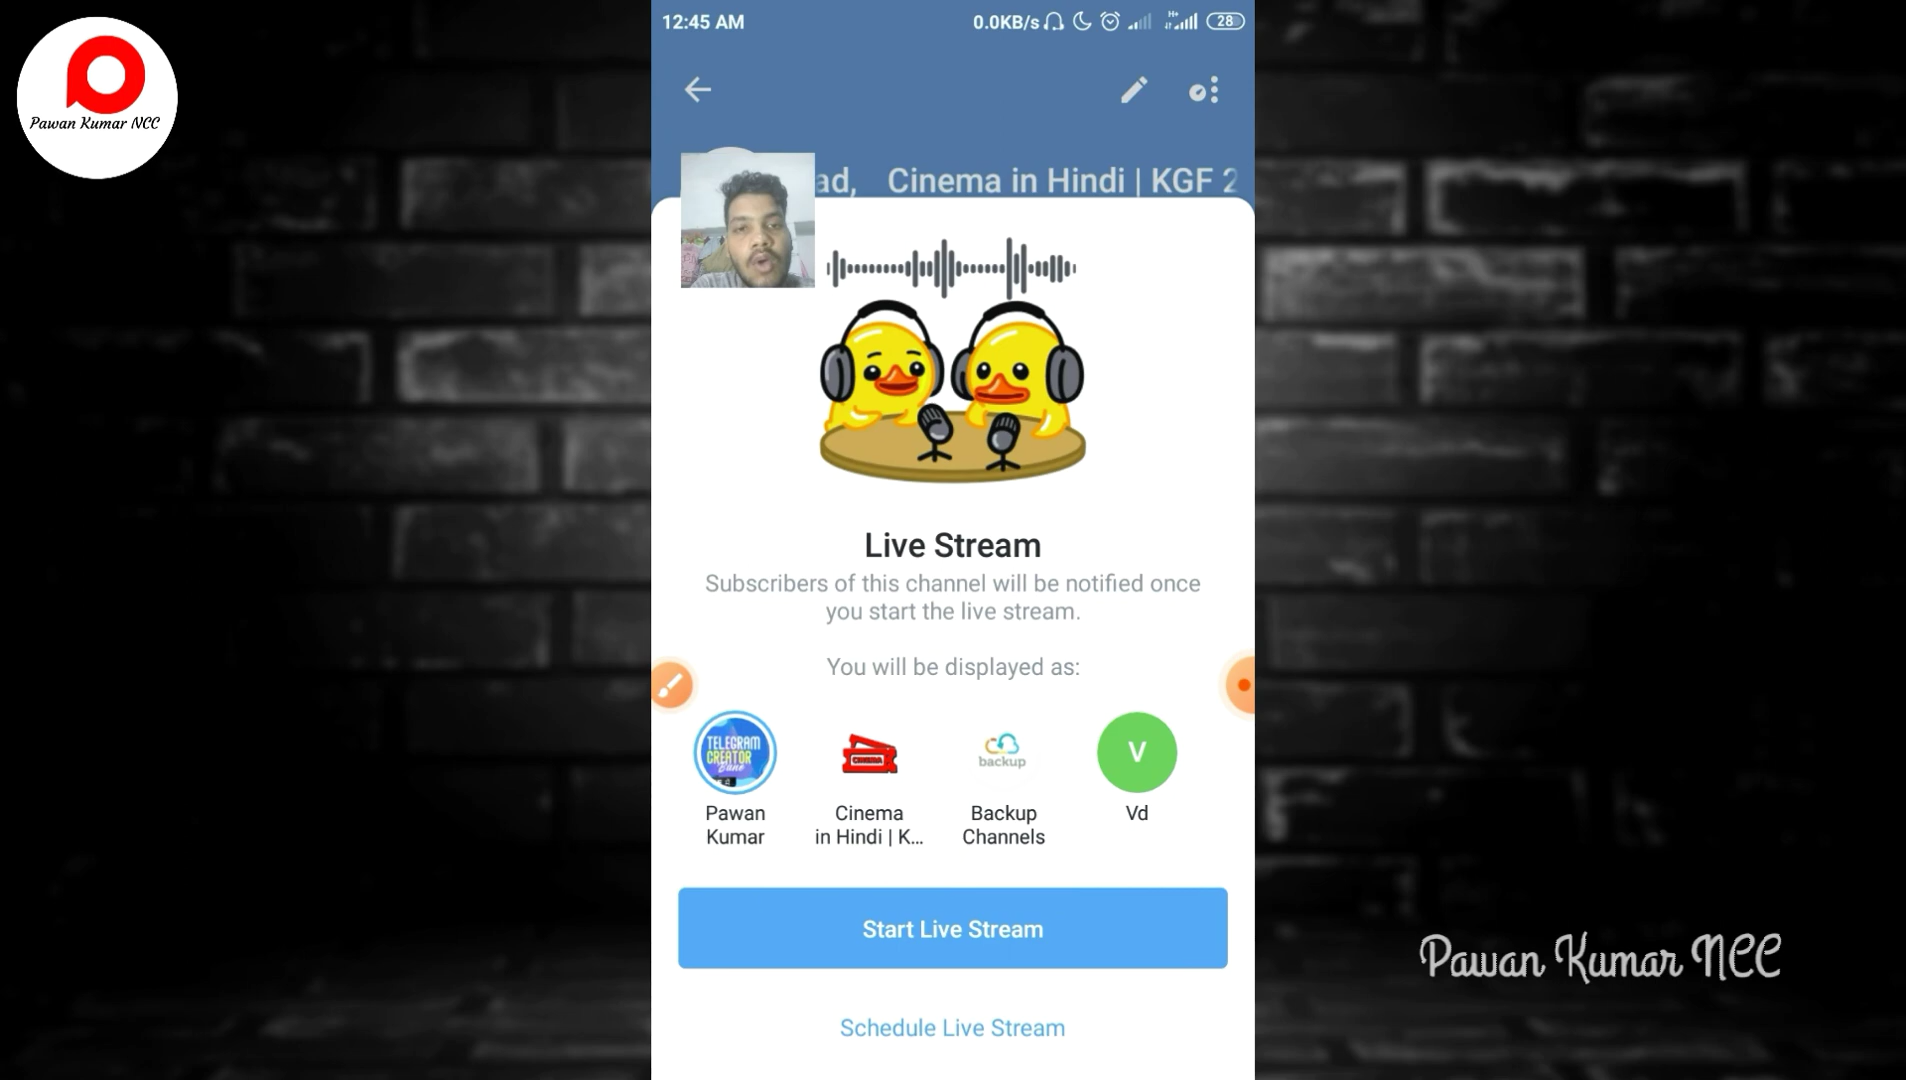 12:45 AM
0.0KB/s
H+
28
Pawan Kumar NCC
ad, Cinema in Hindi | KGF 2
Live Stream
Subscribers of this channel will be notified once
you start the live stream.
You will be displayed as:
TELEGRAM
CREATOR
CINEMA
backup
V
Pawan
Kumar
Cinema
in Hindi | K...
Backup
Channels
Vd
Start Live Stream
Pawan Kumar NCC
Schedule Live Stream